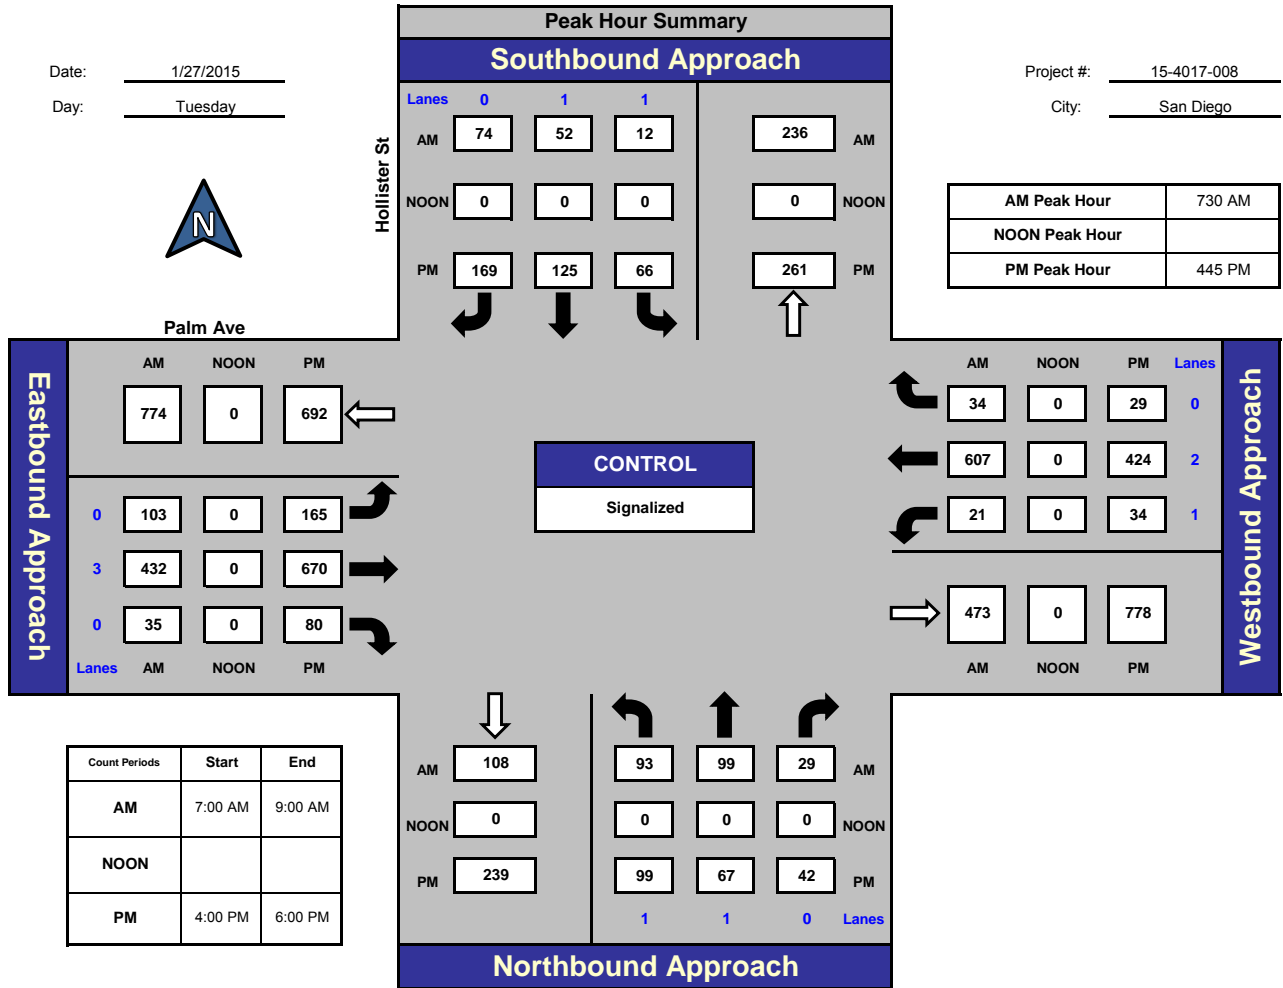 Peak Hour Summary
Southbound Approach
Date: 1/27/2015
Day: Tuesday
Project #: 15-4017-008
City: San Diego
N
Hollister St
Lanes 0 1 1
AM 74 52 12 236 AM
NOON 0 0 0 0 NOON
PM 169 125 66 261 PM
AM Peak Hour 730 AM
NOON Peak Hour
PM Peak Hour 445 PM
Palm Ave
Eastbound Approach
AM NOON PM
774 0 692
0 103 0 165
3 432 0 670
0 35 0 80
Lanes AM NOON PM
CONTROL
Signalized
AM NOON PM Lanes
34 0 29 0
607 0 424 2
21 0 34 1
473 0 778
AM NOON PM
Westbound Approach
Count Periods Start End
AM 7:00 AM 9:00 AM
NOON
PM 4:00 PM 6:00 PM
AM 108 93 99 29 AM
NOON 0 0 0 0 NOON
PM 239 99 67 42 PM
1 1 0 Lanes
Northbound Approach